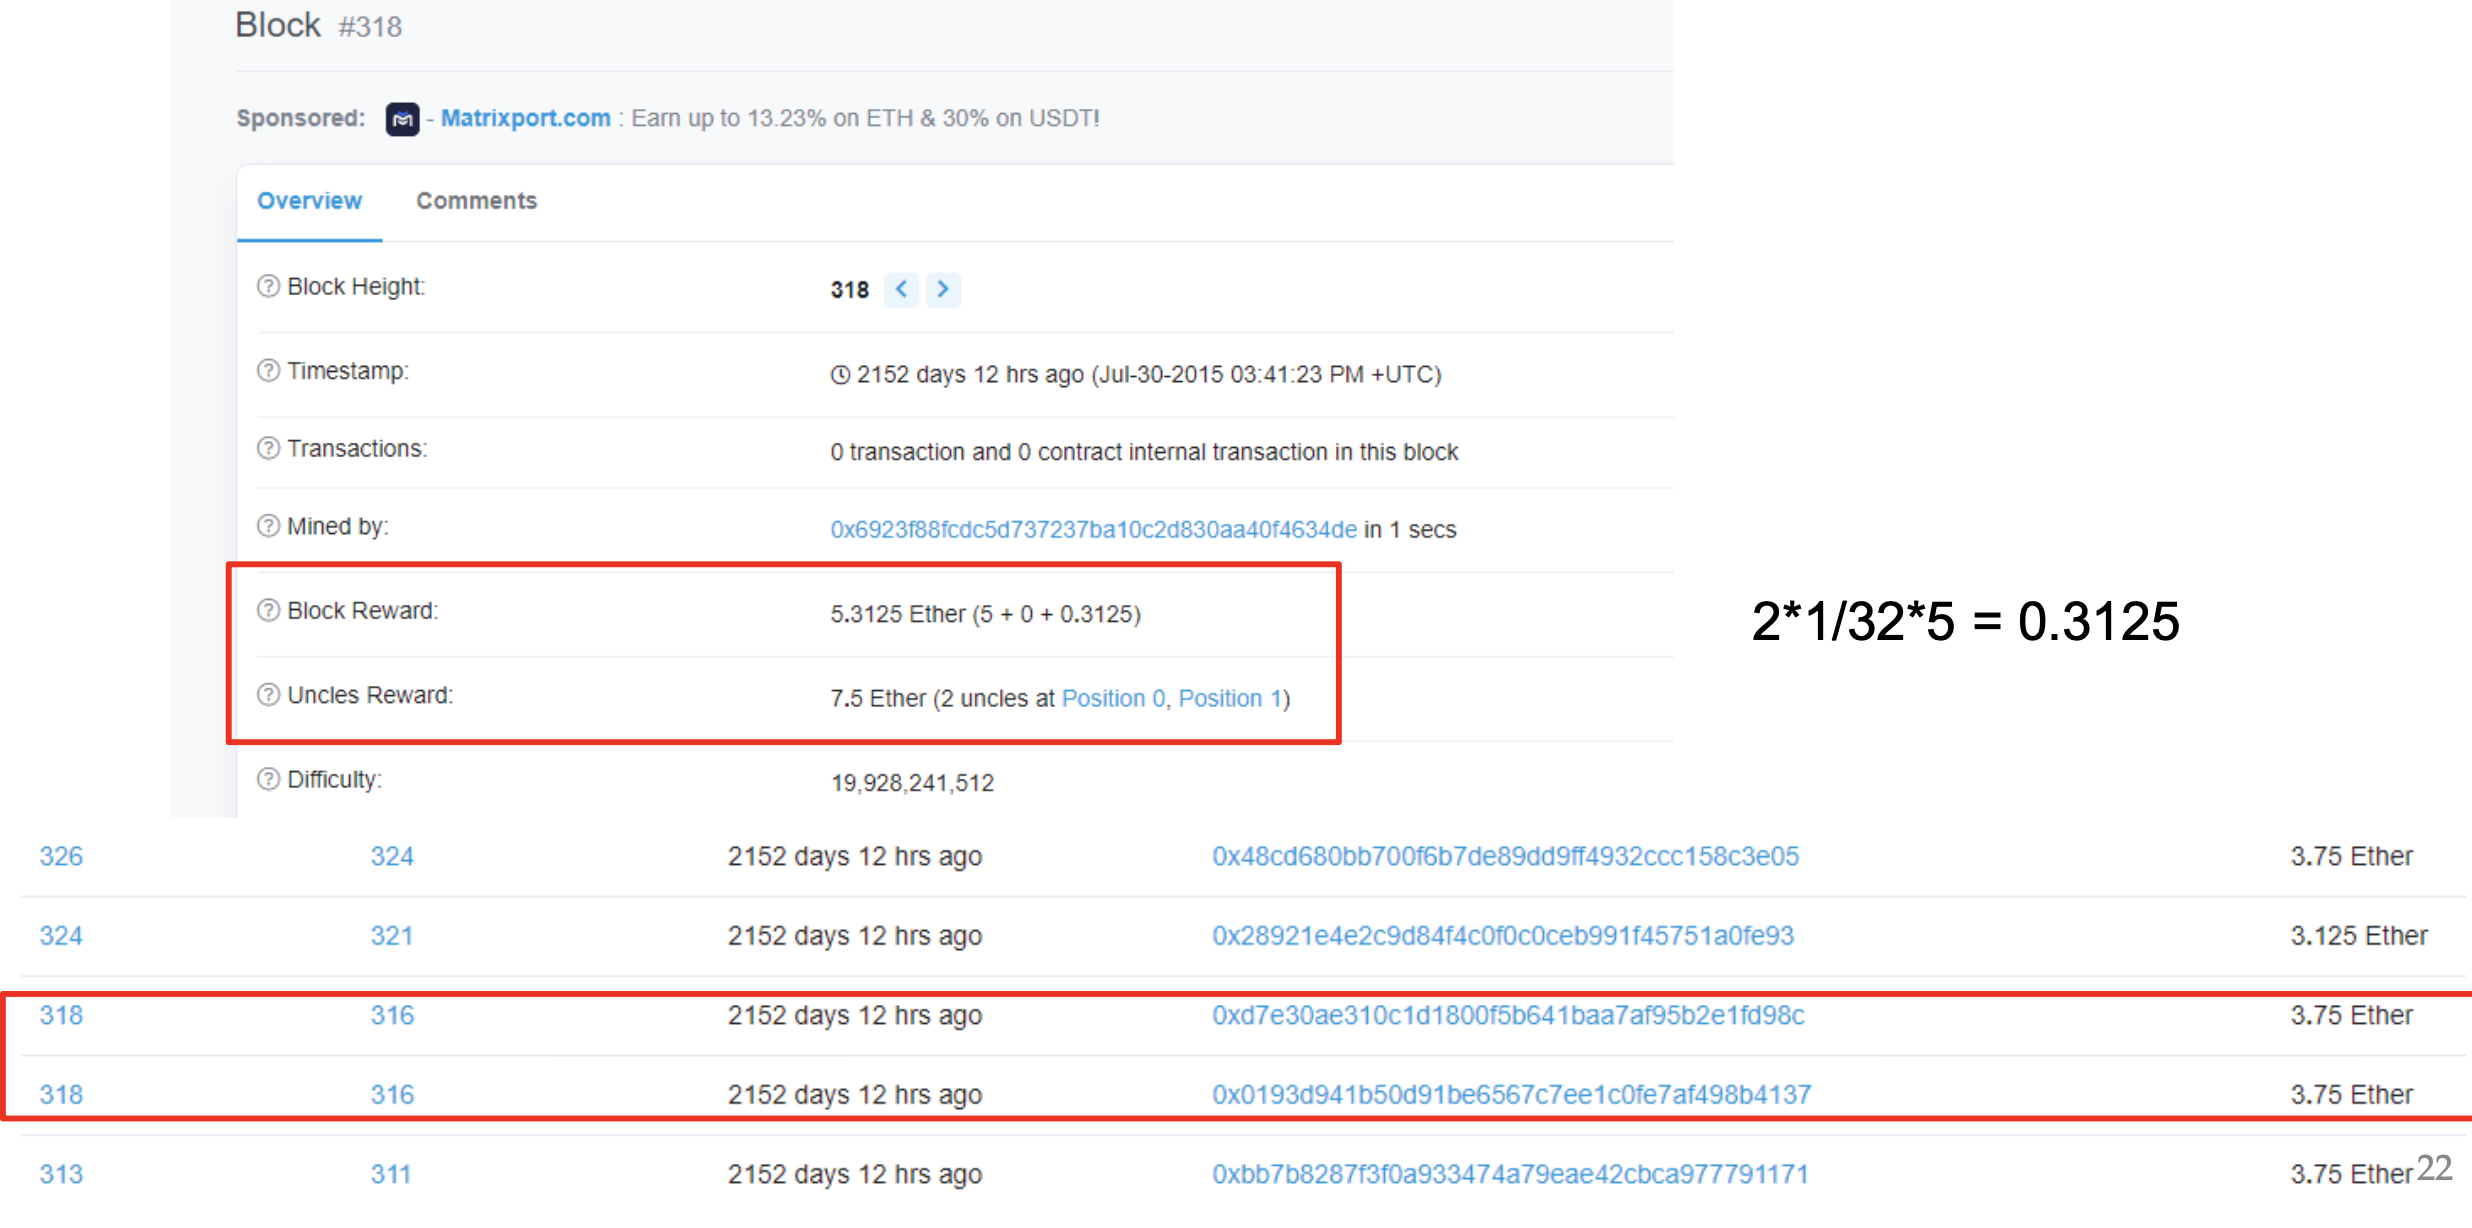 Block #318
Sponsored: - Matrixport.com : Earn up to 13.23% on ETH & 30% on USDT!
Overview Comments
Block Height: 318
Timestamp: 2152 days 12 hrs ago (Jul-30-2015 03:41:23 PM +UTC)
Transactions: 0 transaction and 0 contract internal transaction in this block
Mined by: 0x6923f88fcdc5d737237ba10c2d830aa40f4634de in 1 secs
Block Reward: 5.3125 Ether (5 + 0 + 0.3125)
2*1/32*5 = 0.3125
Uncles Reward: 7.5 Ether (2 uncles at Position 0, Position 1)
Difficulty: 19,928,241,512
326 324 2152 days 12 hrs ago 0x48cd680bb700f6b7de89dd9ff4932ccc158c3e05 3.75 Ether
324 321 2152 days 12 hrs ago 0x28921e4e2c9d84f4c0f0c0ceb991f45751a0fe93 3.125 Ether
318 316 2152 days 12 hrs ago 0xd7e30ae310c1d1800f5b641baa7af95b2e1fd98c 3.75 Ether
318 316 2152 days 12 hrs ago 0x0193d941b50d91be6567c7ee1c0fe7af498b4137 3.75 Ether
313 311 2152 days 12 hrs ago 0xbb7b8287f3f0a933474a79eae42cbca977791171 3.75 Ether
22